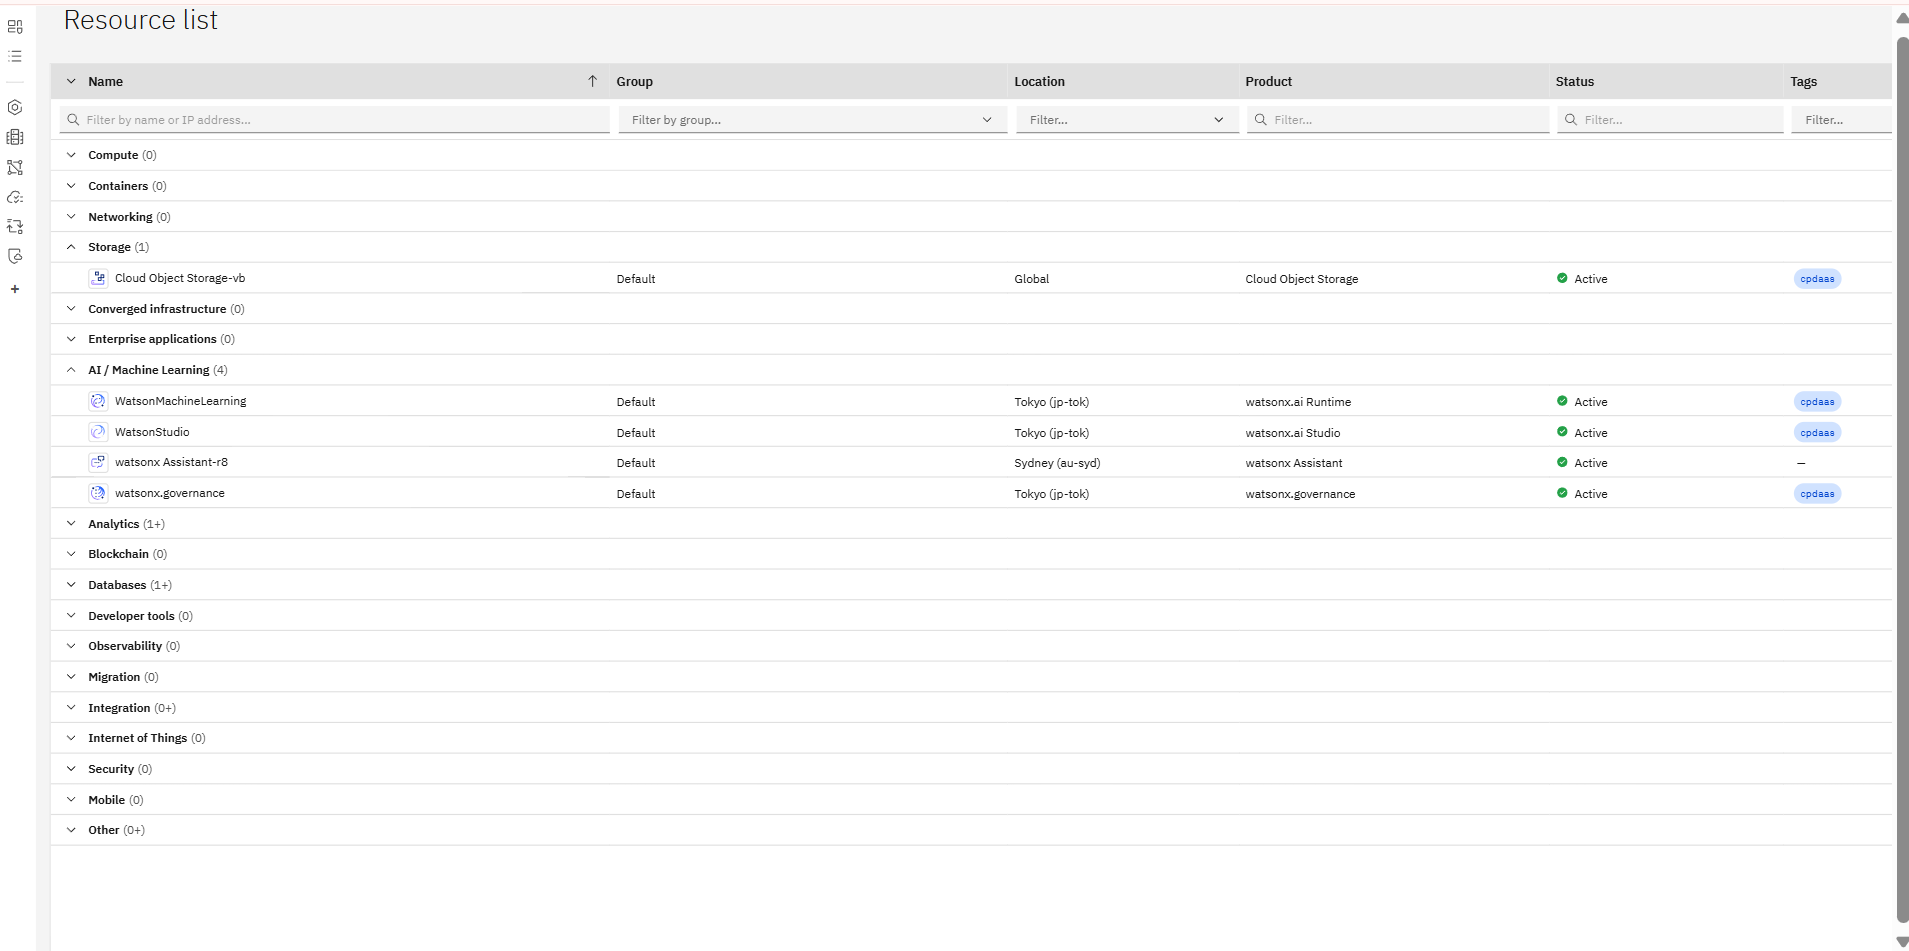 Resource list
Name Group Location Product Status Tags
Filter by name or IP address... Filter by group... Filter... Filter... Filter... Filter...
Compute (0)
Containers (0)
Networking (0)
Storage (1)
Cloud Object Storage-vb Default Global Cloud Object Storage Active cpdaas
Converged infrastructure (0)
Enterprise applications (0)
AI / Machine Learning (4)
WatsonMachineLearning Default Tokyo (jp-tok) watsonx.ai Runtime Active cpdaas
WatsonStudio Default Tokyo (jp-tok) watsonx.ai Studio Active cpdaas
watsonx Assistant-r8 Default Sydney (au-syd) watsonx Assistant Active –
watsonx.governance Default Tokyo (jp-tok) watsonx.governance Active cpdaas
Analytics (1+)
Blockchain (0)
Databases (1+)
Developer tools (0)
Observability (0)
Migration (0)
Integration (0+)
Internet of Things (0)
Security (0)
Mobile (0)
Other (0+)